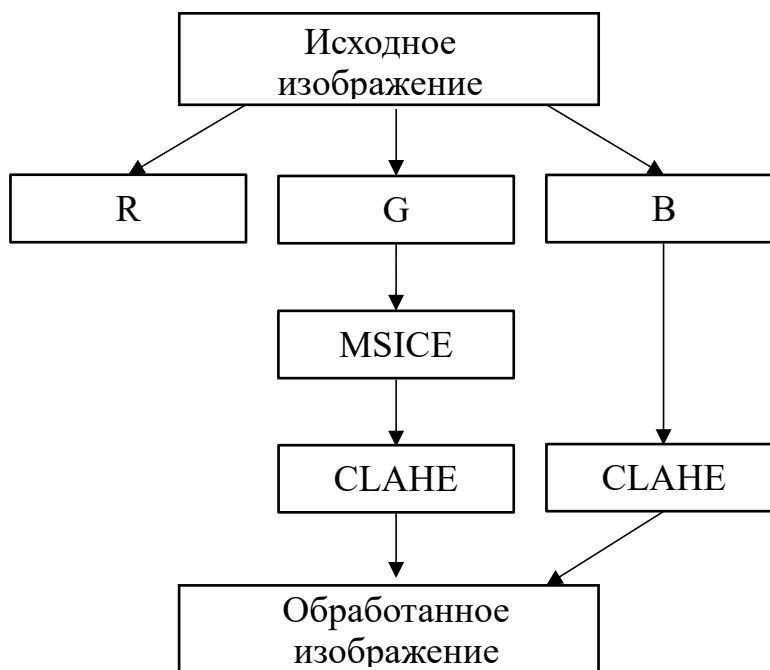 Исходное
изображение
R
G
B
MSICE
CLAHE
CLAHE
Обработанное
изображение